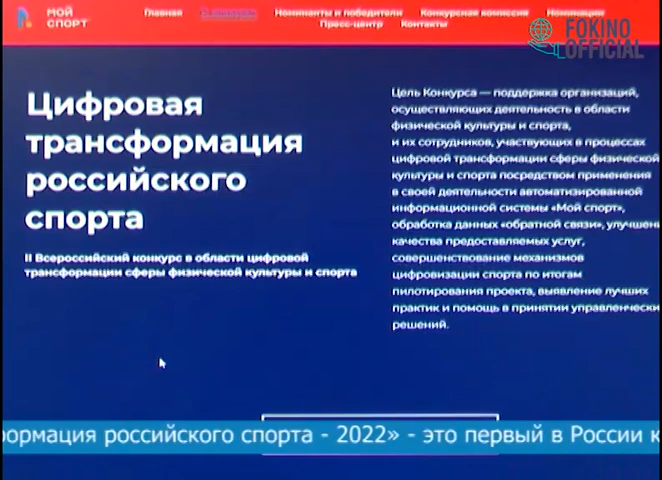 МОЙ
СПОРТ
Главная О конкурсе Номинанты и победители Конкурсная комиссия Номинации
Пресс-центр Контакты
FOKINO
OFFICIAL
Цифровая
трансформация
российского
спорта
II Всероссийский конкурс в области цифровой
трансформации сферы физической культуры и спорта
Цель Конкурса — поддержка организаций,
осуществляющих деятельность в области
физической культуры и спорта,
и их сотрудников, участвующих в процессах
цифровой трансформации сферы физической
культуры и спорта посредством применения
в своей деятельности автоматизированной
информационной системы «Мой спорт»,
обработка данных «обратной связи», улучшени
качества предоставляемых услуг,
совершенствование механизмов
цифровизации спорта по итогам
пилотирования проекта, выявление лучших
практик и помощь в принятии управленчески
решений.
ормация российского спорта - 2022» - это первый в России к